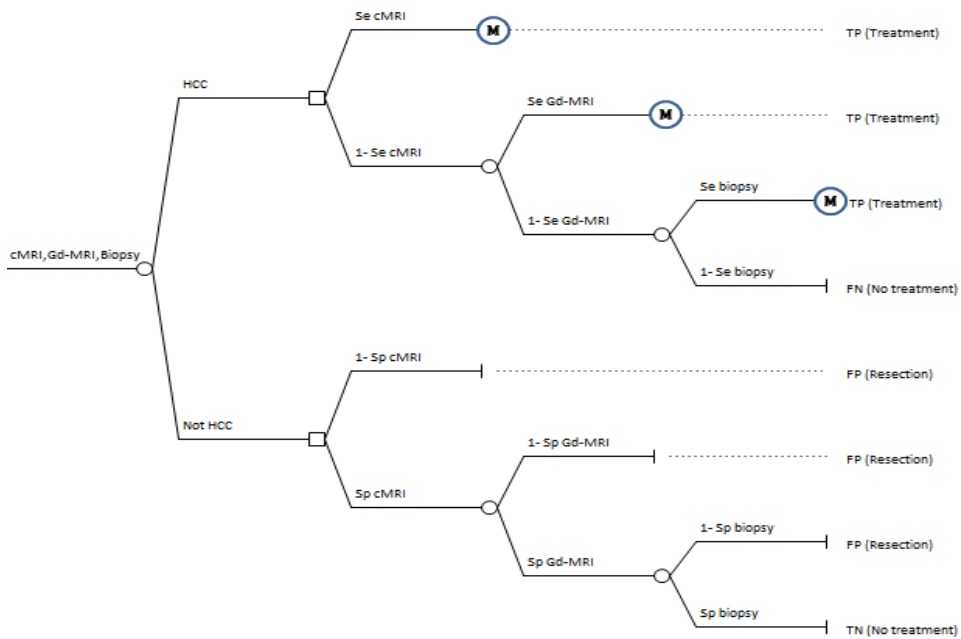 Se cMRI
M
TP (Treatment)
HCC
Se Gd-MRI
M
TP (Treatment)
1- Se cMRI
Se biopsy
M
TP (Treatment)
1- Se Gd-MRI
cMRI,Gd-MRI,Biopsy
1- Se biopsy
FN (No treatment)
1- Sp cMRI
FP (Resection)
Not HCC
1- Sp Gd-MRI
FP (Resection)
Sp cMRI
1- Sp biopsy
FP (Resection)
Sp Gd-MRI
Sp biopsy
TN (No treatment)